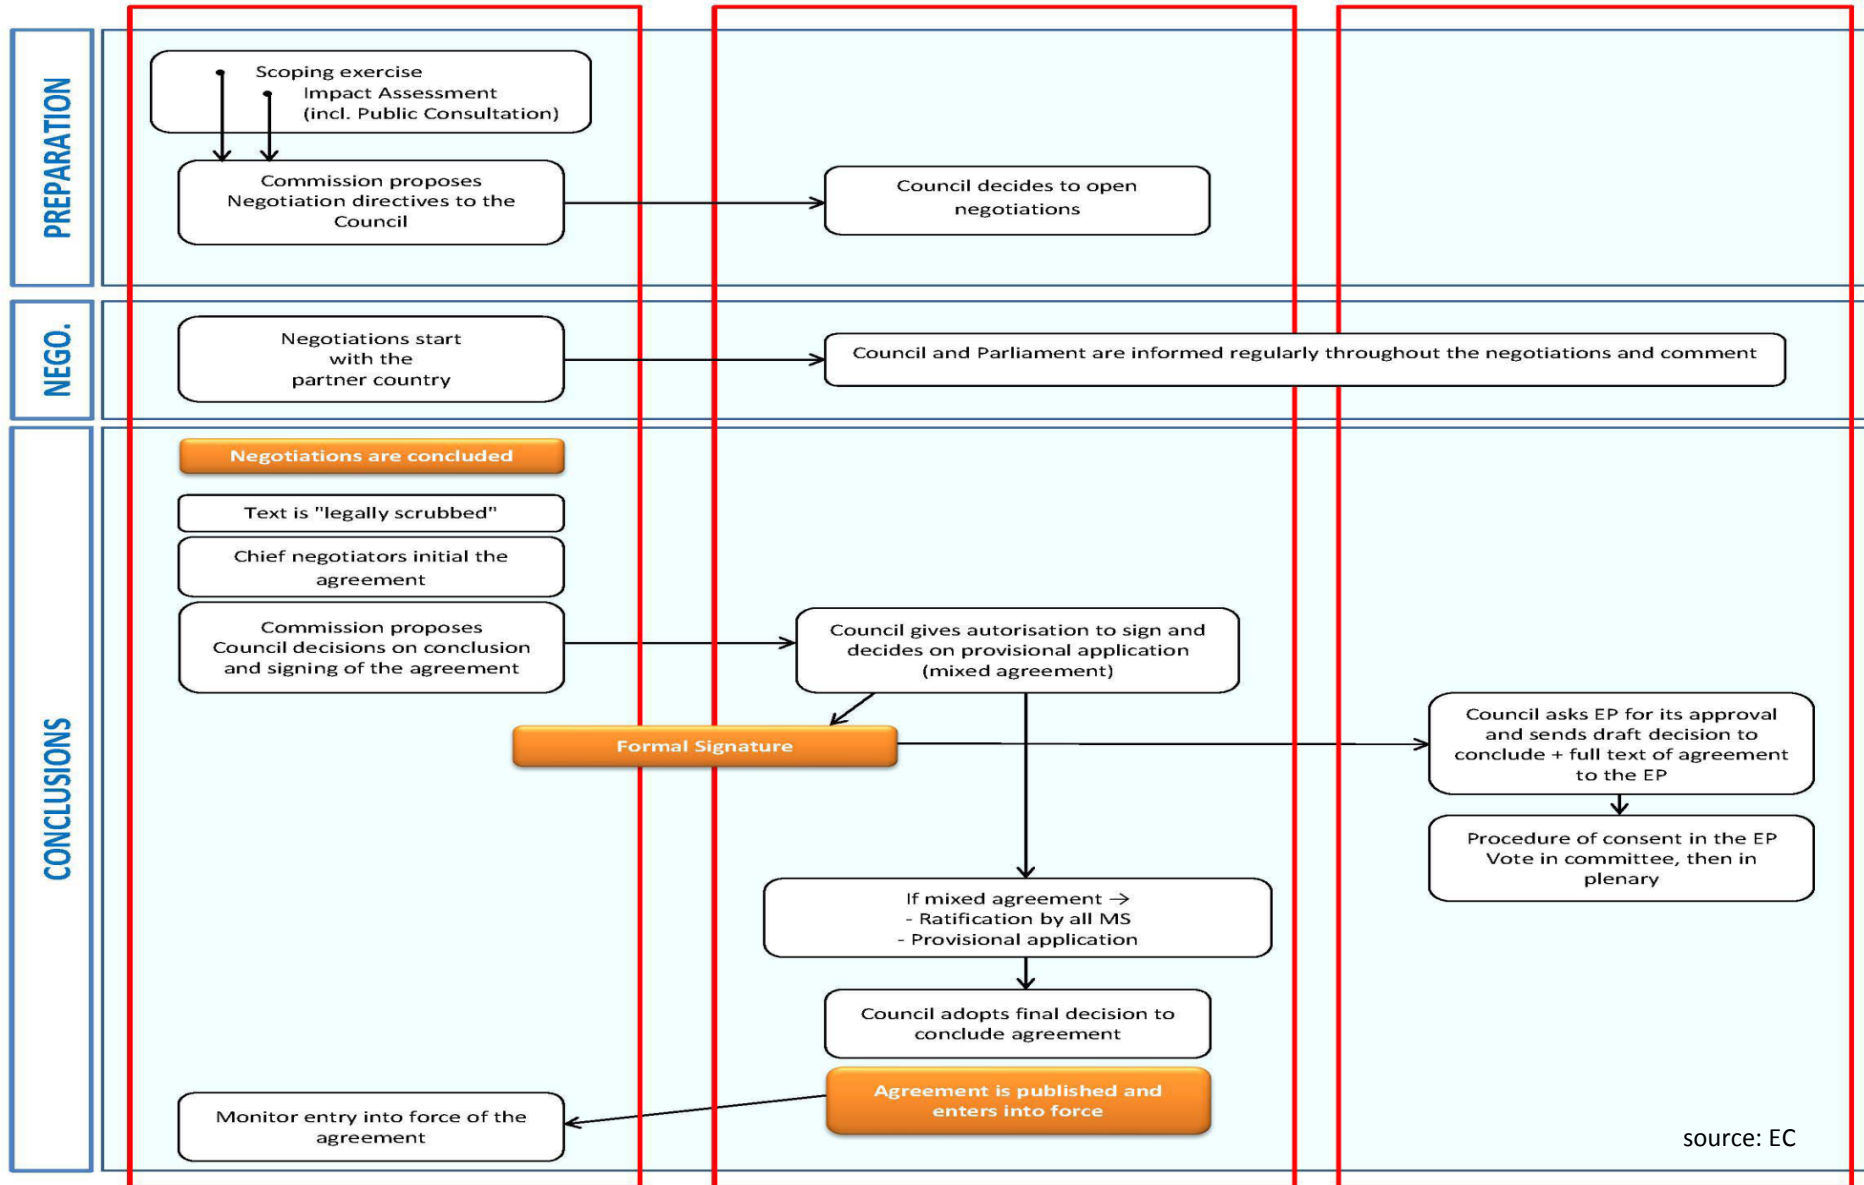 PREPARATION
Scoping exercise
Impact Assessment
(incl. Public Consultation)
Commission proposes
Negotiation directives to the
Council
Council decides to open
negotiations
NEGO.
Negotiations start
with the
partner country
Council and Parliament are informed regularly throughout the negotiations and comment
CONCLUSIONS
Negotiations are concluded
Text is "legally scrubbed"
Chief negotiators initial the
agreement
Commission proposes
Council decisions on conclusion
and signing of the agreement
Council gives autorisation to sign and
decides on provisional application
(mixed agreement)
Formal Signature
Council asks EP for its approval
and sends draft decision to
conclude + full text of agreement
to the EP
Procedure of consent in the EP
Vote in committee, then in
plenary
If mixed agreement →
- Ratification by all MS
- Provisional application
Council adopts final decision to
conclude agreement
Agreement is published and
enters into force
Monitor entry into force of the
agreement
source: EC